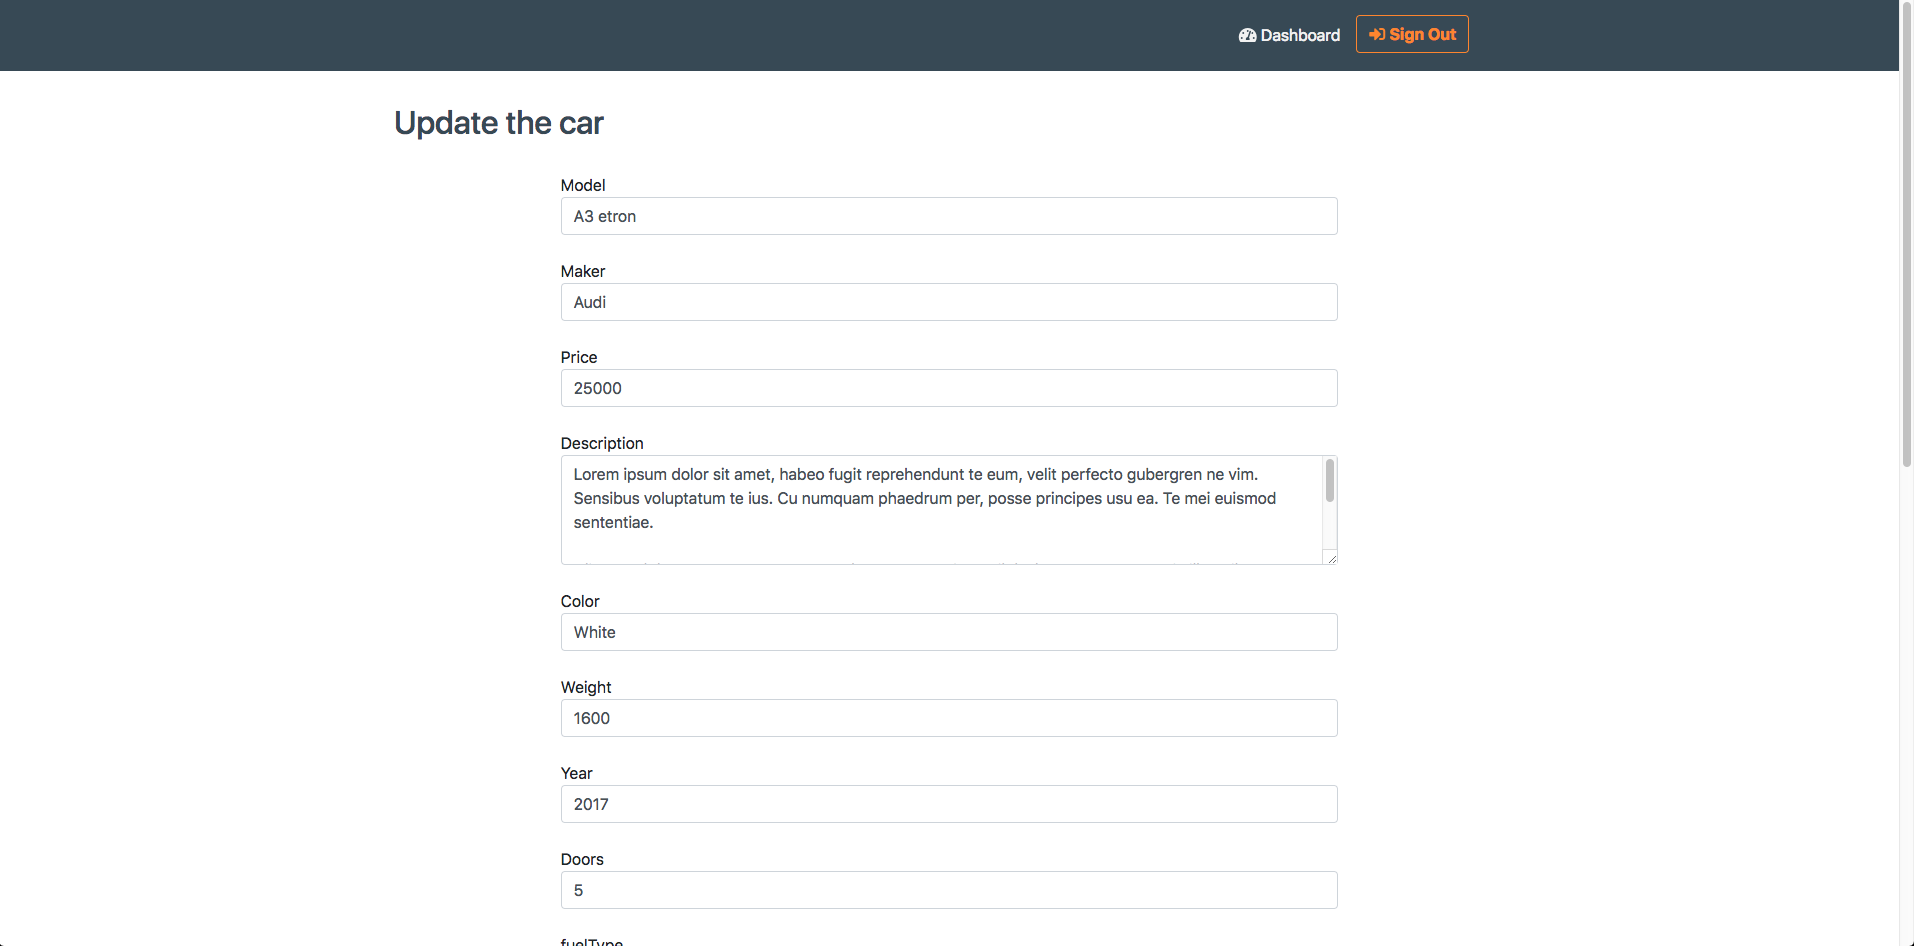 Dashboard
Sign Out
Update the car
Model
A3 etron
Maker
Audi
Price
25000
Description
Lorem ipsum dolor sit amet, habeo fugit reprehendunt te eum, velit perfecto gubergren ne vim.
Sensibus voluptatum te ius. Cu numquam phaedrum per, posse principes usu ea. Te mei euismod
sententiae.
Color
White
Weight
1600
Year
2017
Doors
5
fuelType